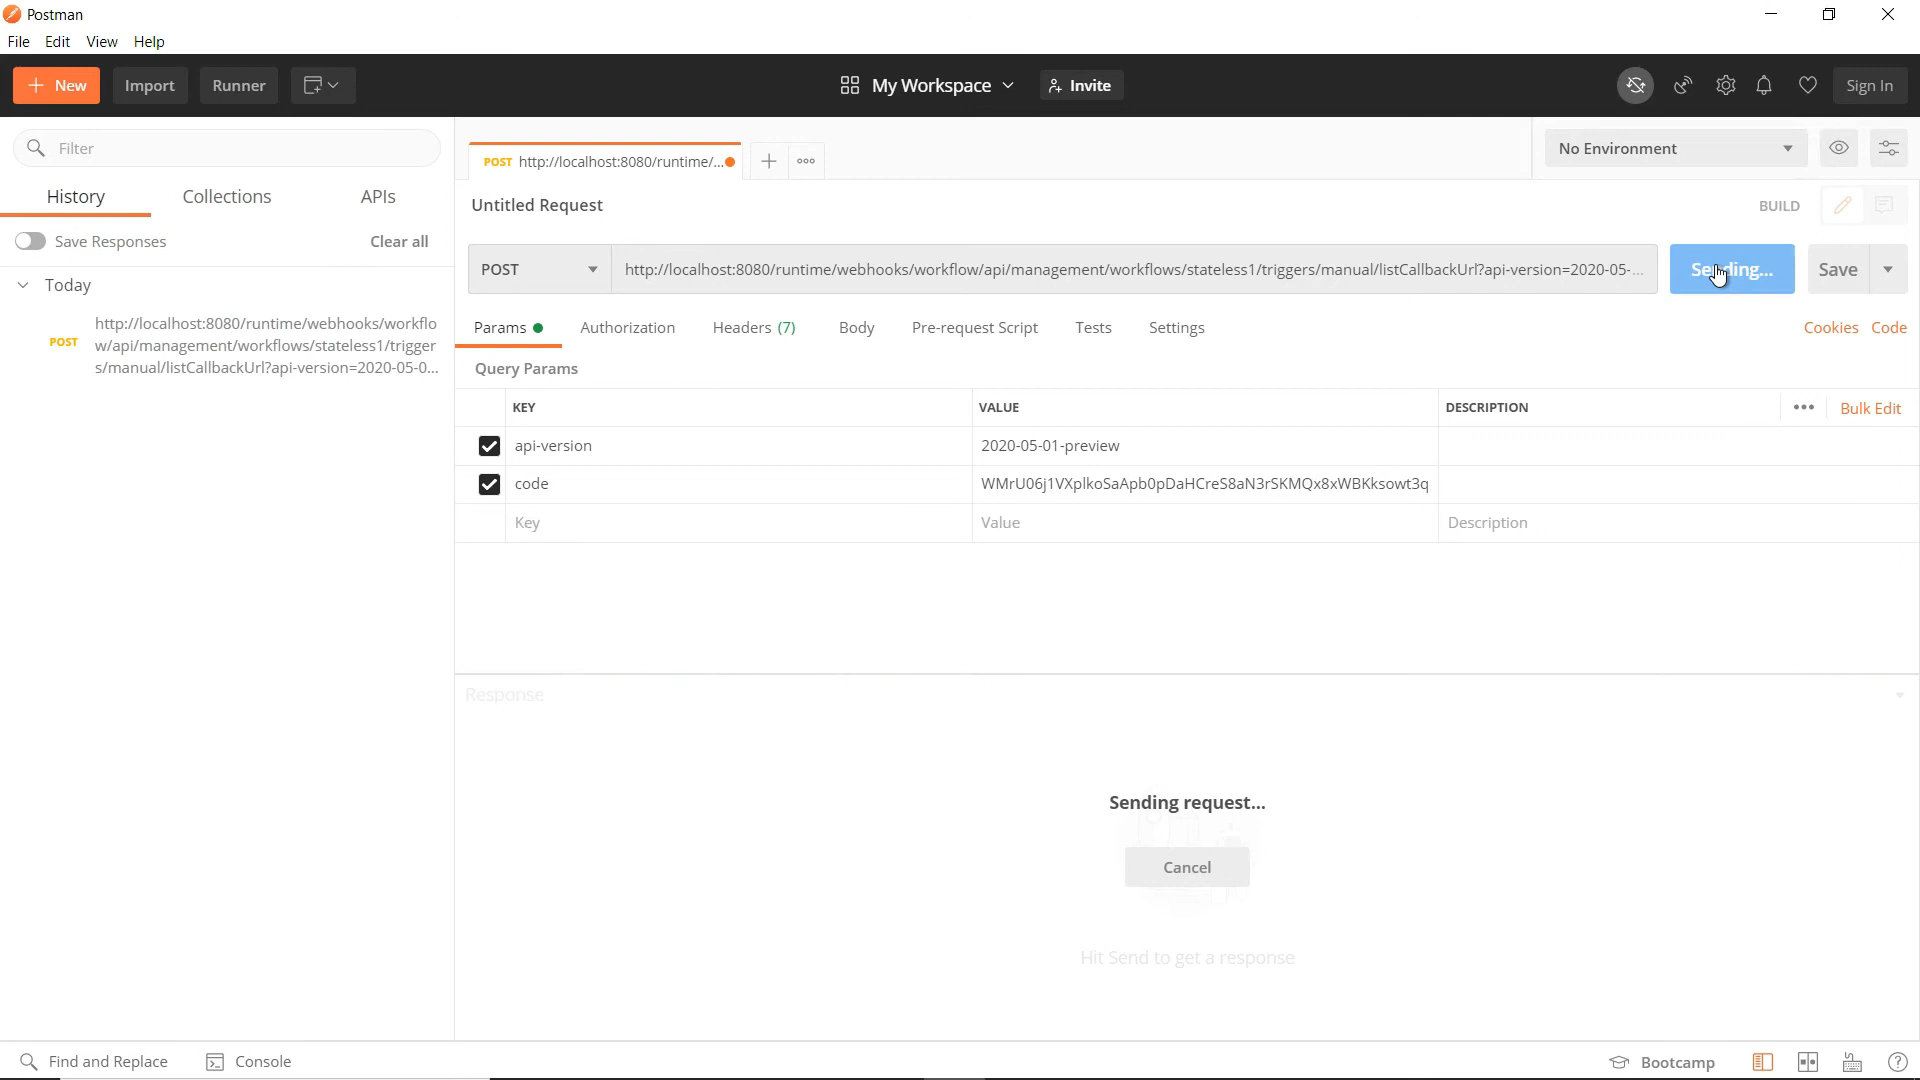 Postman
File Edit View Help
New Import Runner My Workspace Invite Sign In
Filter
POST http://localhost:8080/runtime/...
No Environment
History Collections APIs
Untitled Request
BUILD
Save Responses Clear all
POST http://localhost:8080/runtime/webhooks/workflow/api/management/workflows/stateless1/triggers/manual/listCallbackUrl?api-version=2020-05-...
Sending... Save
Today
POST
http://localhost:8080/runtime/webhooks/workflo
w/api/management/workflows/stateless1/trigger
s/manual/listCallbackUrl?api-version=2020-05-0...
Params Authorization Headers (7) Body Pre-request Script Tests Settings Cookies Code
Query Params
KEY VALUE DESCRIPTION Bulk Edit
api-version 2020-05-01-preview
code WMrU06j1VXplkoSaApb0pDaHCreS8aN3rSKMQx8xWBKksowt3q
Key Value Description
Response
Sending request...
Cancel
Hit Send to get a response
Find and Replace Console Bootcamp